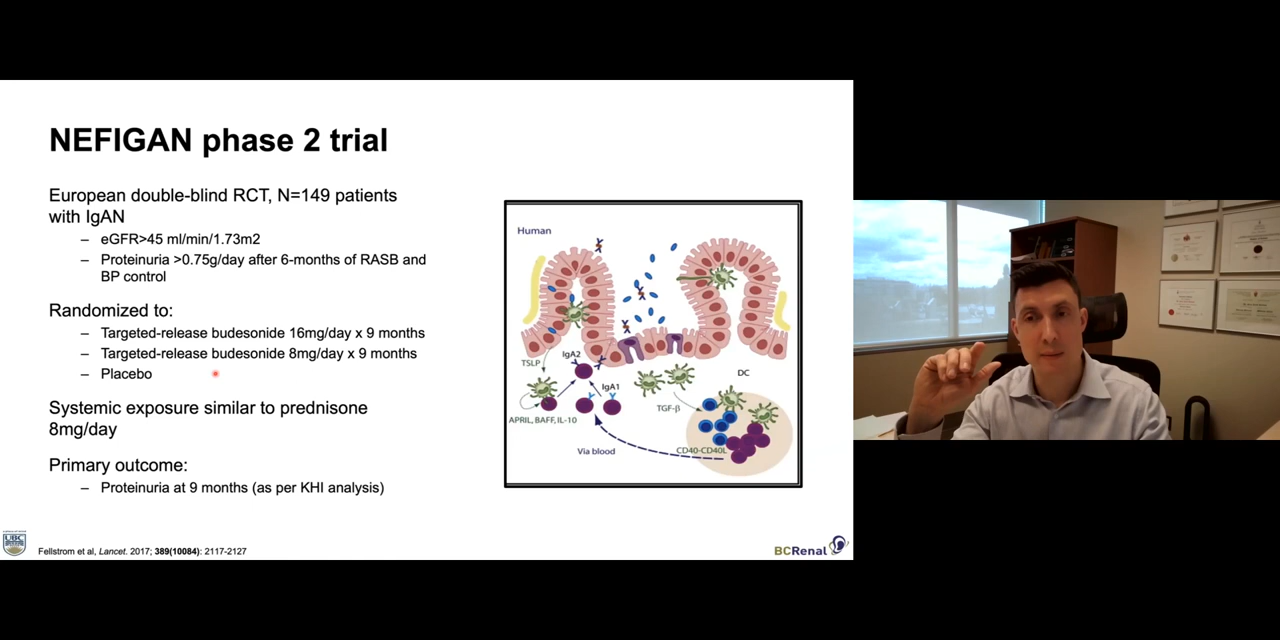 NEFIGAN phase 2 trial
European double-blind RCT, N=149 patients
with IgAN
– eGFR>45 ml/min/1.73m2
– Proteinuria >0.75g/day after 6-months of RASB and
BP control
Randomized to:
– Targeted-release budesonide 16mg/day x 9 months
– Targeted-release budesonide 8mg/day x 9 months
– Placebo
Systemic exposure similar to prednisone
8mg/day
Primary outcome:
– Proteinuria at 9 months (as per KHI analysis)
Human
TSLP
IgA2
IgA1
DC
APRIL, BAFF, IL-10
TGF-β
CD40-CD40L
Via blood
UBC
Fellstrom et al, Lancet. 2017; 389(10084): 2117-2127
BCRenal